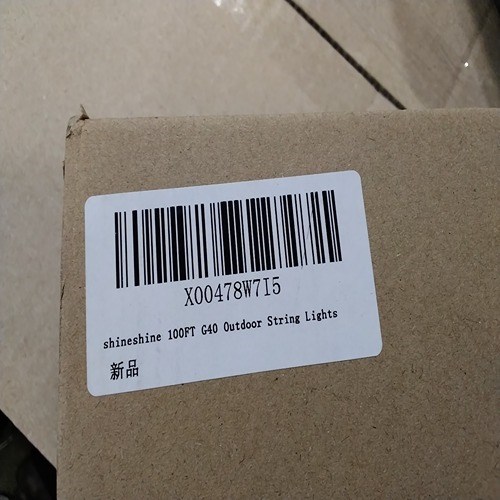 X00478W7I5
shineshine 100FT G40 Outdoor String Lights
新品